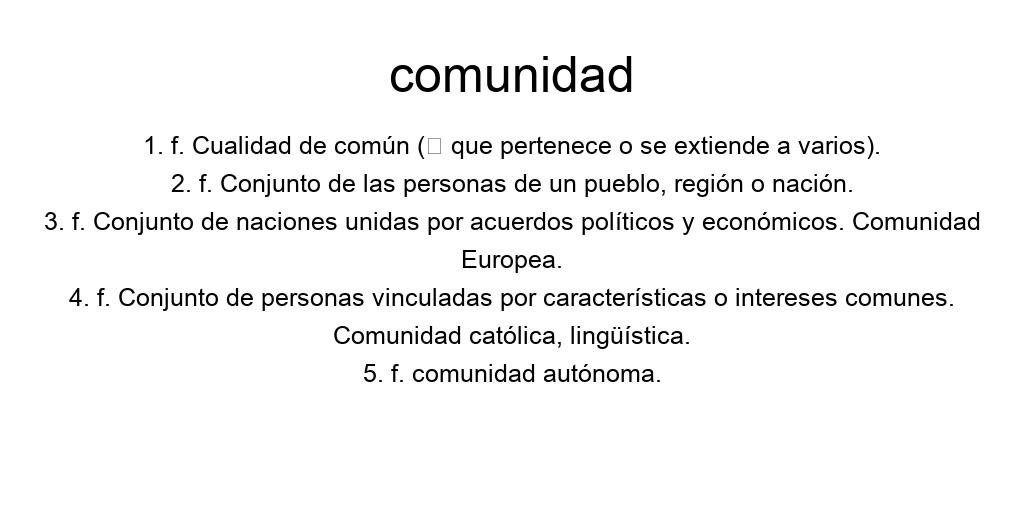 comunidad
1. f. Cualidad de común (▯ que pertenece o se extiende a varios).
2. f. Conjunto de las personas de un pueblo, región o nación.
3. f. Conjunto de naciones unidas por acuerdos políticos y económicos. Comunidad
Europea.
4. f. Conjunto de personas vinculadas por características o intereses comunes.
Comunidad católica, lingüística.
5. f. comunidad autónoma.